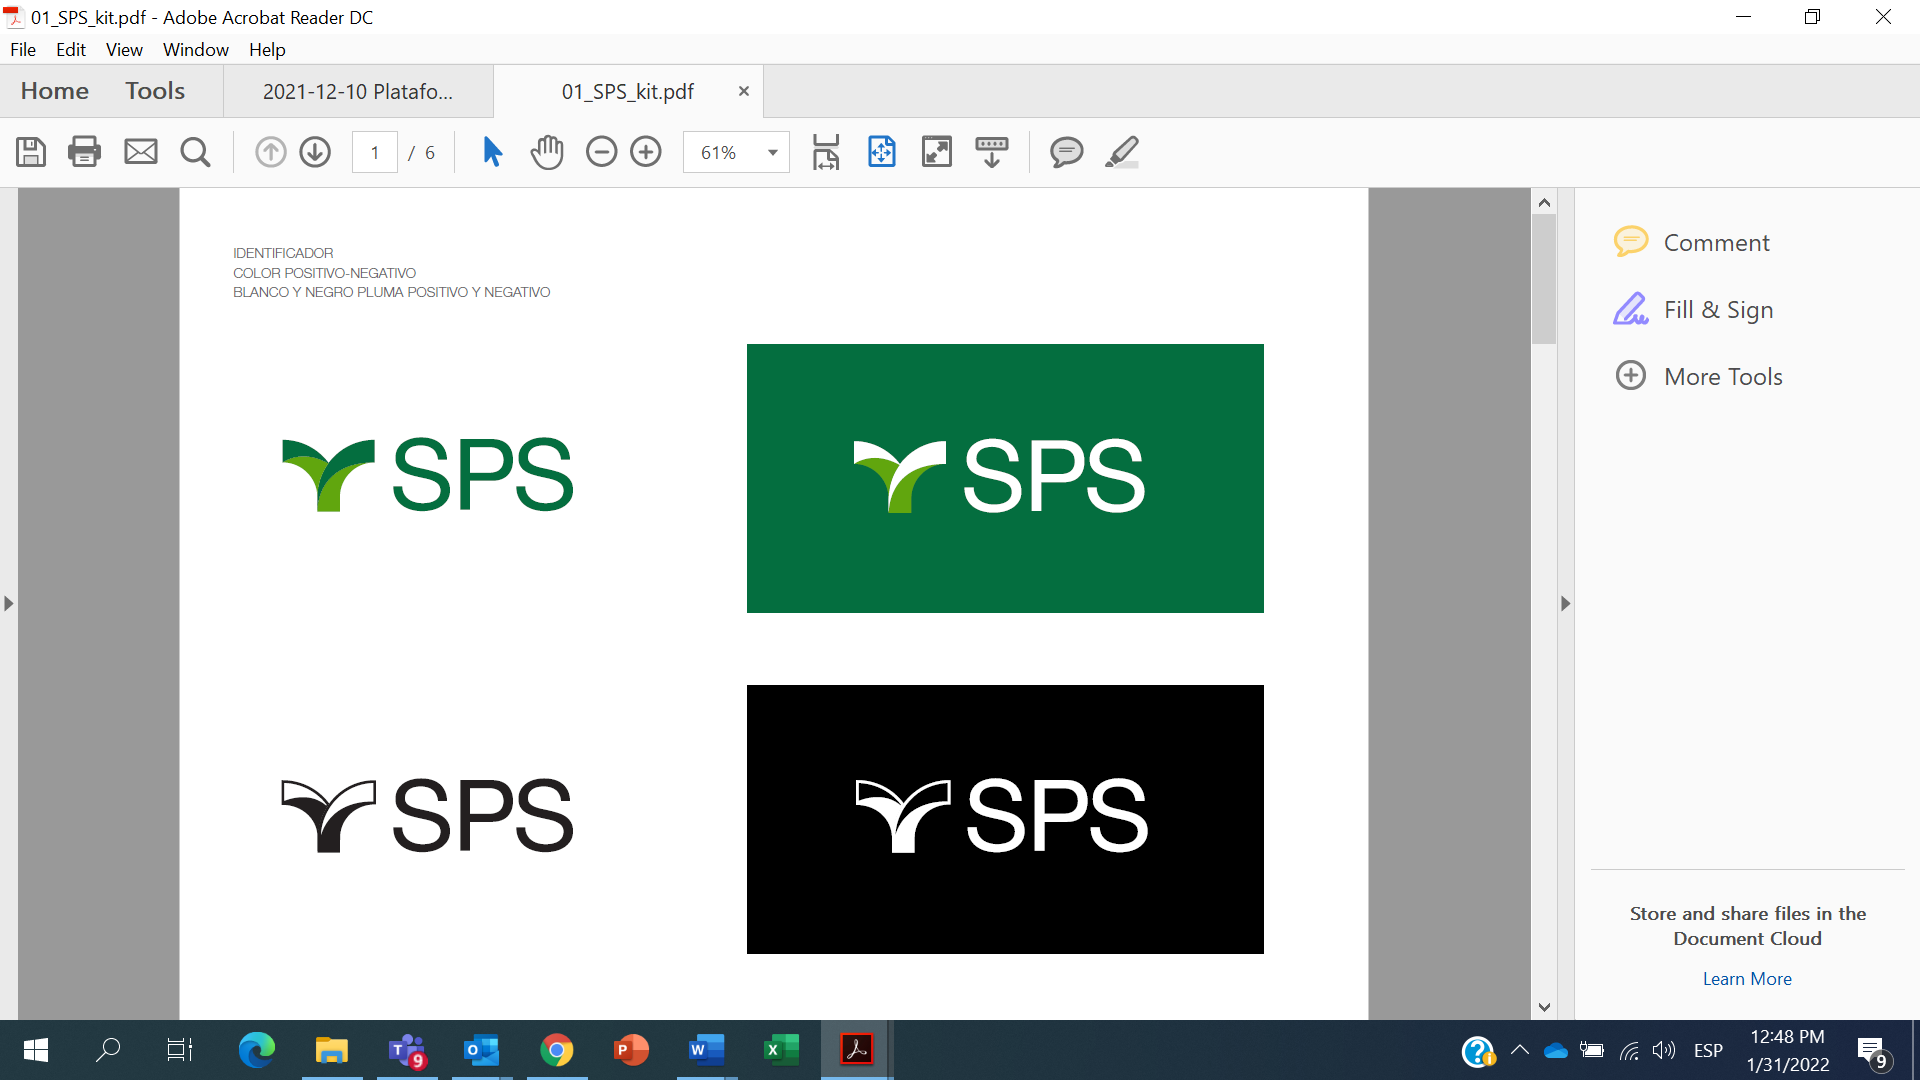 01_SPS_kit.pdf - Adobe Acrobat Reader DC
File Edit View Window Help
Home Tools 2021-12-10 Platafo... 01_SPS_kit.pdf
1 / 6 61%
IDENTIFICADOR
COLOR POSITIVO-NEGATIVO
BLANCO Y NEGRO PLUMA POSITIVO Y NEGATIVO
SPS
SPS
SPS
SPS
Comment
Fill & Sign
More Tools
Store and share files in the
Document Cloud
Learn More
ESP
12:48 PM
1/31/2022
9
9